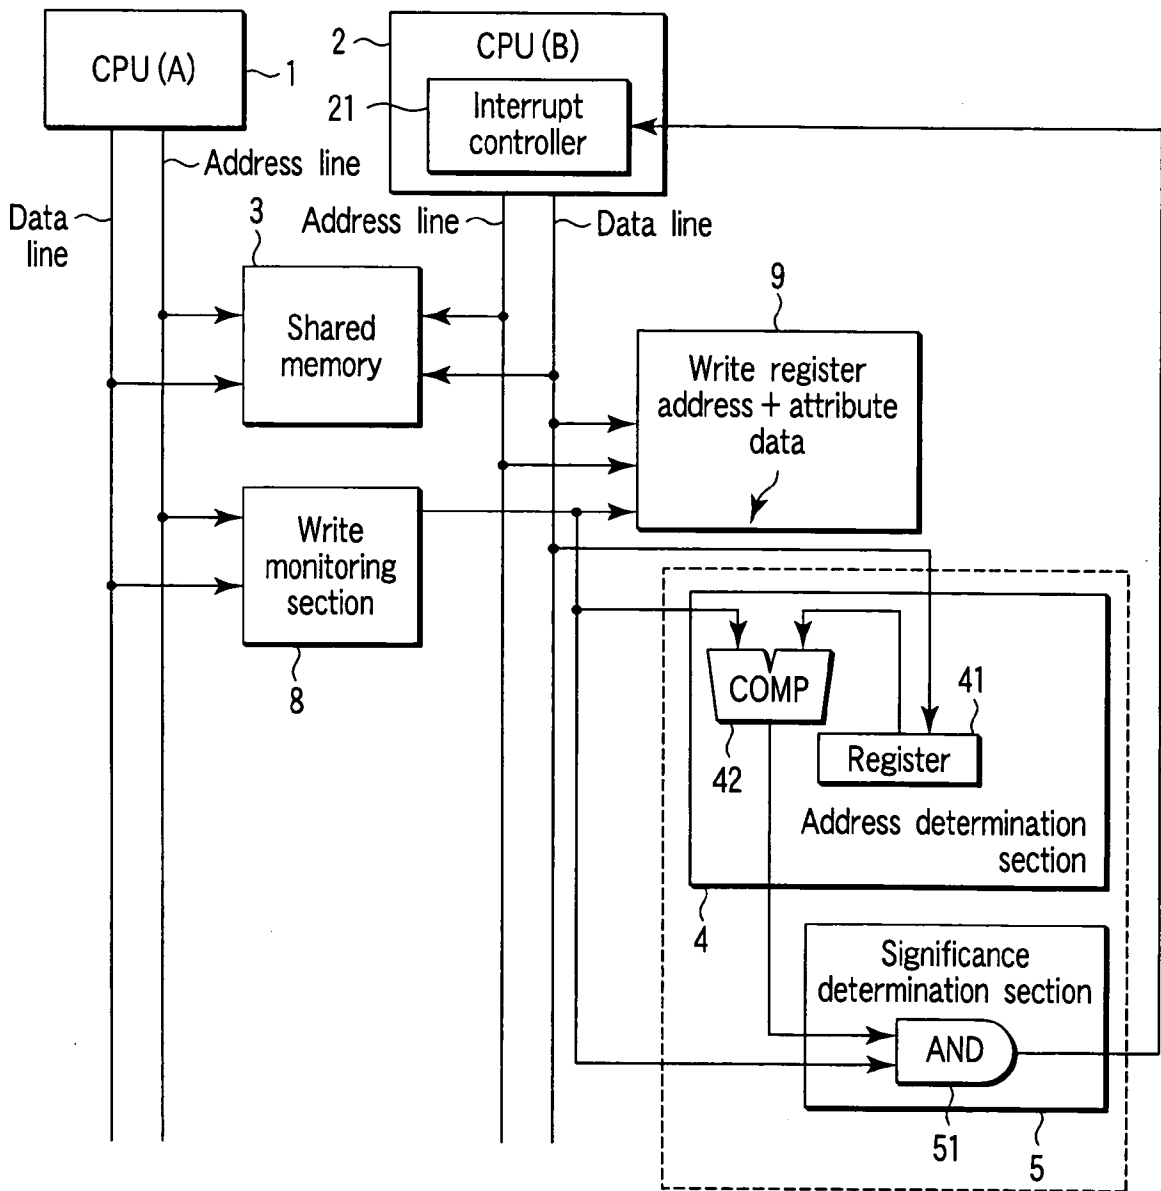 CPU (A)
1
2
CPU (B)
21
Interrupt
controller
Address line
Data
line
Address line
Data line
3
Shared
memory
9
Write register
address + attribute
data
Write
monitoring
section
8
COMP
42
41
Register
Address determination
section
4
Significance
determination section
AND
51
5